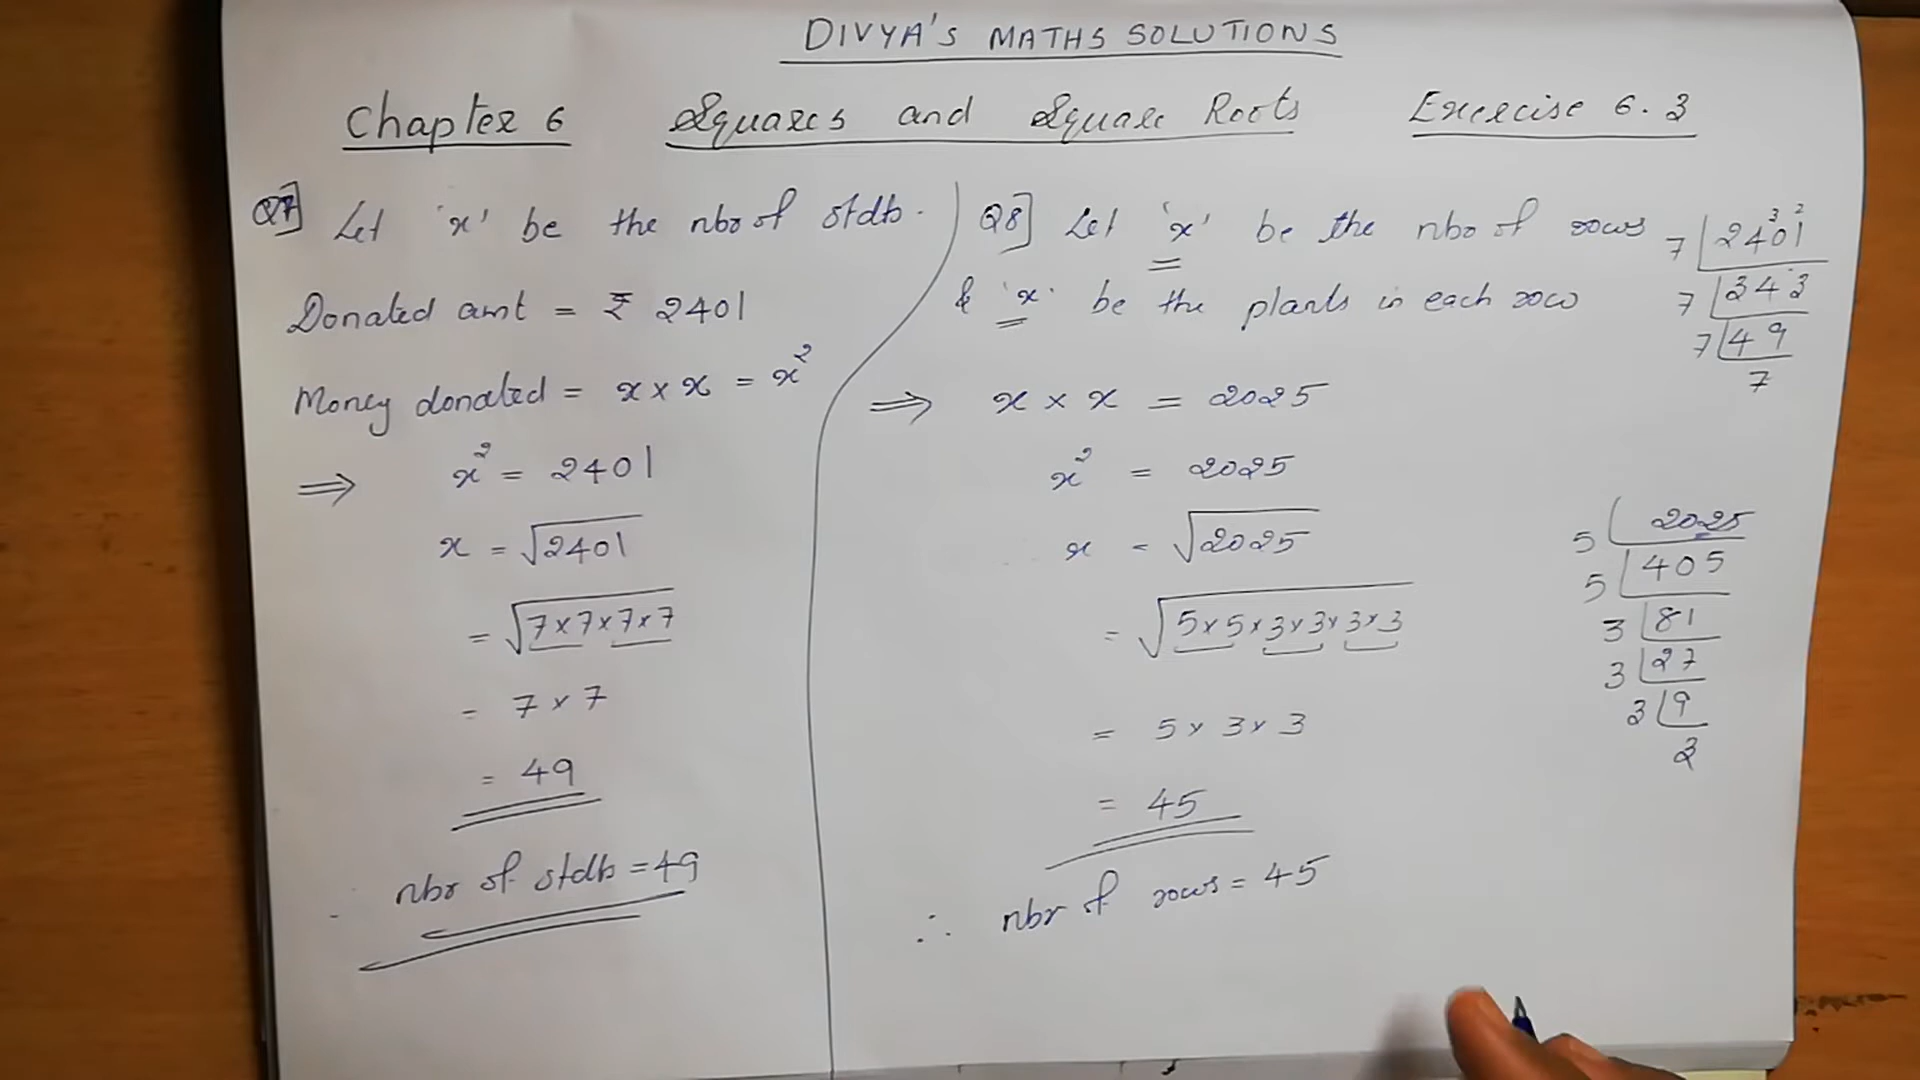 DIVYA'S MATHS SOLUTIONS
Chapter 6 Squares and Square Roots Exercise 6.3
Q7] Let 'x' be the nbr of stdts.
Donated amt = ₹ 2401
Money donated = x × x = x²
⇒ x² = 2401
x = √2401
= √7×7×7×7
= 7 × 7
= 49
∴ nbr of stdts = 49
Q8] Let 'x' be the nbr of rows
& 'x' be the plants in each row
⇒ x × x = 2025
x² = 2025
x = √2025
= √5×5×3×3×3×3
= 5 × 3 × 3
= 45
∴ nbr of rows = 45
3 2
7 | 2401
7 | 343
7 | 49
7
5 | 2025
5 | 405
3 | 81
3 | 27
3 | 9
3